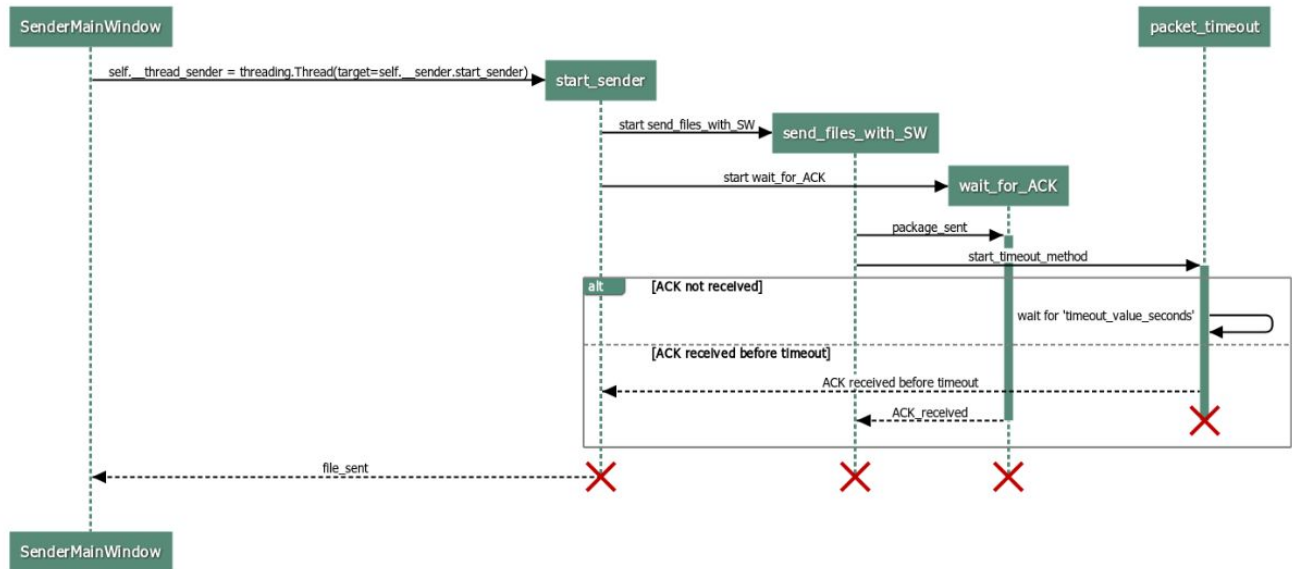 SenderMainWindow
packet_timeout
self.__thread_sender = threading.Thread(target=self.__sender.start_sender)
start_sender
start send_files_with_SW
send_files_with_SW
start wait_for_ACK
wait_for_ACK
package_sent
start_timeout_method
alt
[ACK not received]
wait for 'timeout_value_seconds'
[ACK received before timeout]
ACK received before timeout
ACK_received
file_sent
SenderMainWindow